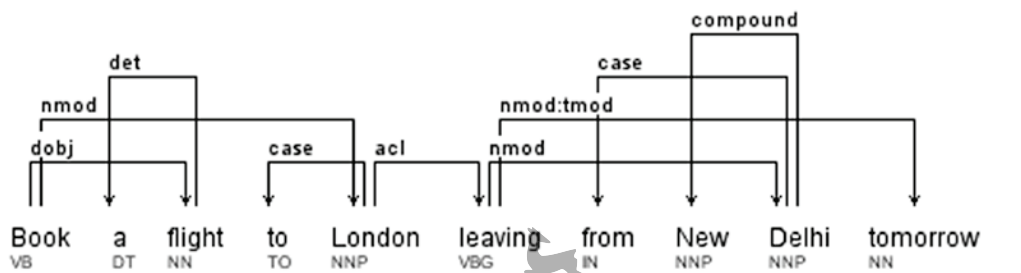 compound
det
case
nmod
nmod:tmod
dobj
case
acl
nmod
Book a flight to London leaving from New Delhi tomorrow
VB DT NN TO NNP VBG IN NNP NNP NN